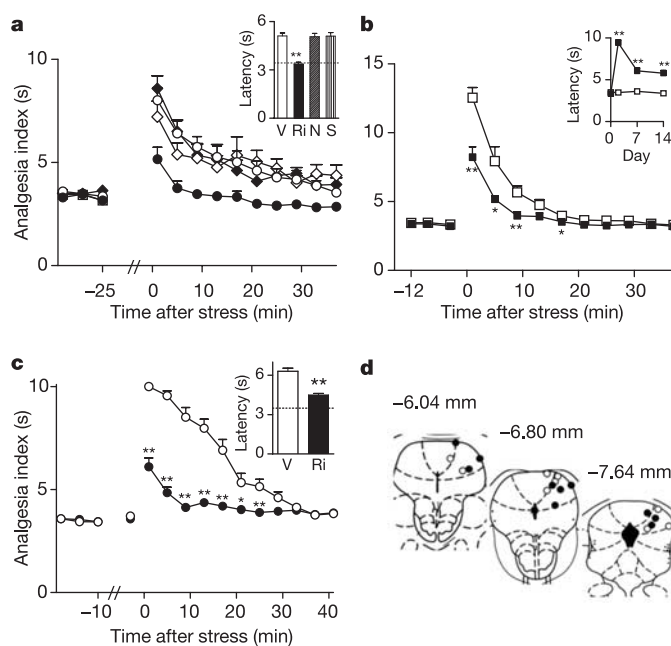 a
Analgesia index (s)
10
5
0
–25
0
10
20
30
Time after stress (min)
Latency (s)
6
3
0
**
V Ri N S
b
15
10
5
0
–12
0
10
20
30
Time after stress (min)
**
*
**
*
Latency (s)
10
5
0
**
**
**
0 7 14
Day
c
Analgesia index (s)
10
5
0
–10
0
10
20
30
40
Time after stress (min)
** ** ** ** ** * **
Latency (s)
6
3
0
**
V Ri
d
–6.04 mm
–6.80 mm
–7.64 mm